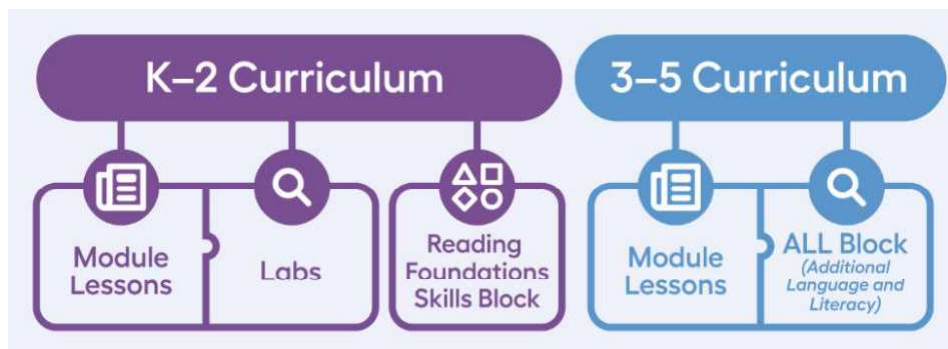 K–2 Curriculum
3–5 Curriculum
Module
Lessons
Labs
Reading
Foundations
Skills Block
Module
Lessons
ALL Block
(Additional
Language and
Literacy)